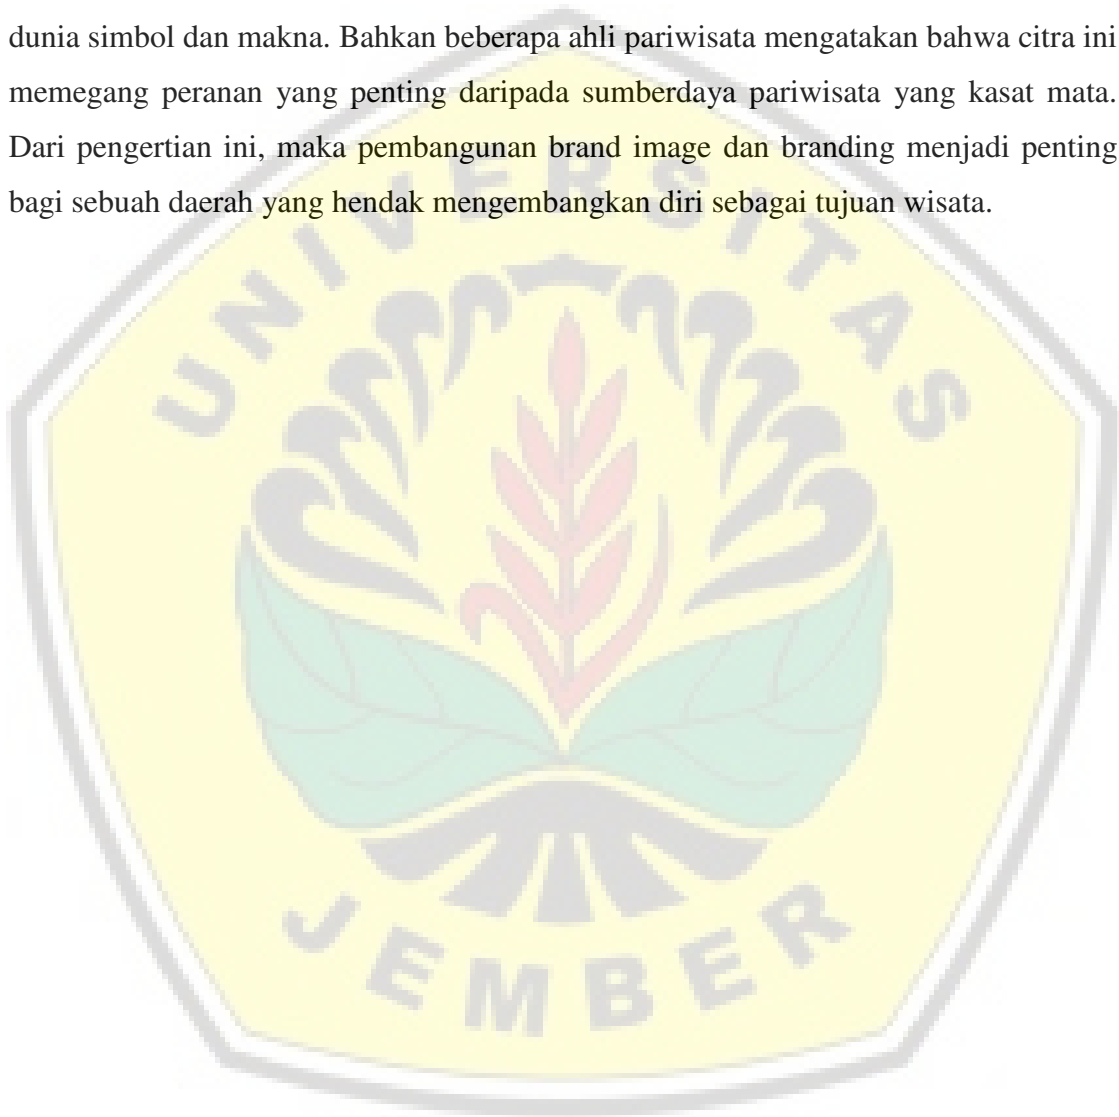 dunia simbol dan makna. Bahkan beberapa ahli pariwisata mengatakan bahwa citra ini
memegang peranan yang penting daripada sumberdaya pariwisata yang kasat mata.
Dari pengertian ini, maka pembangunan brand image dan branding menjadi penting
bagi sebuah daerah yang hendak mengembangkan diri sebagai tujuan wisata.
UNIVERSITAS
JEMBER